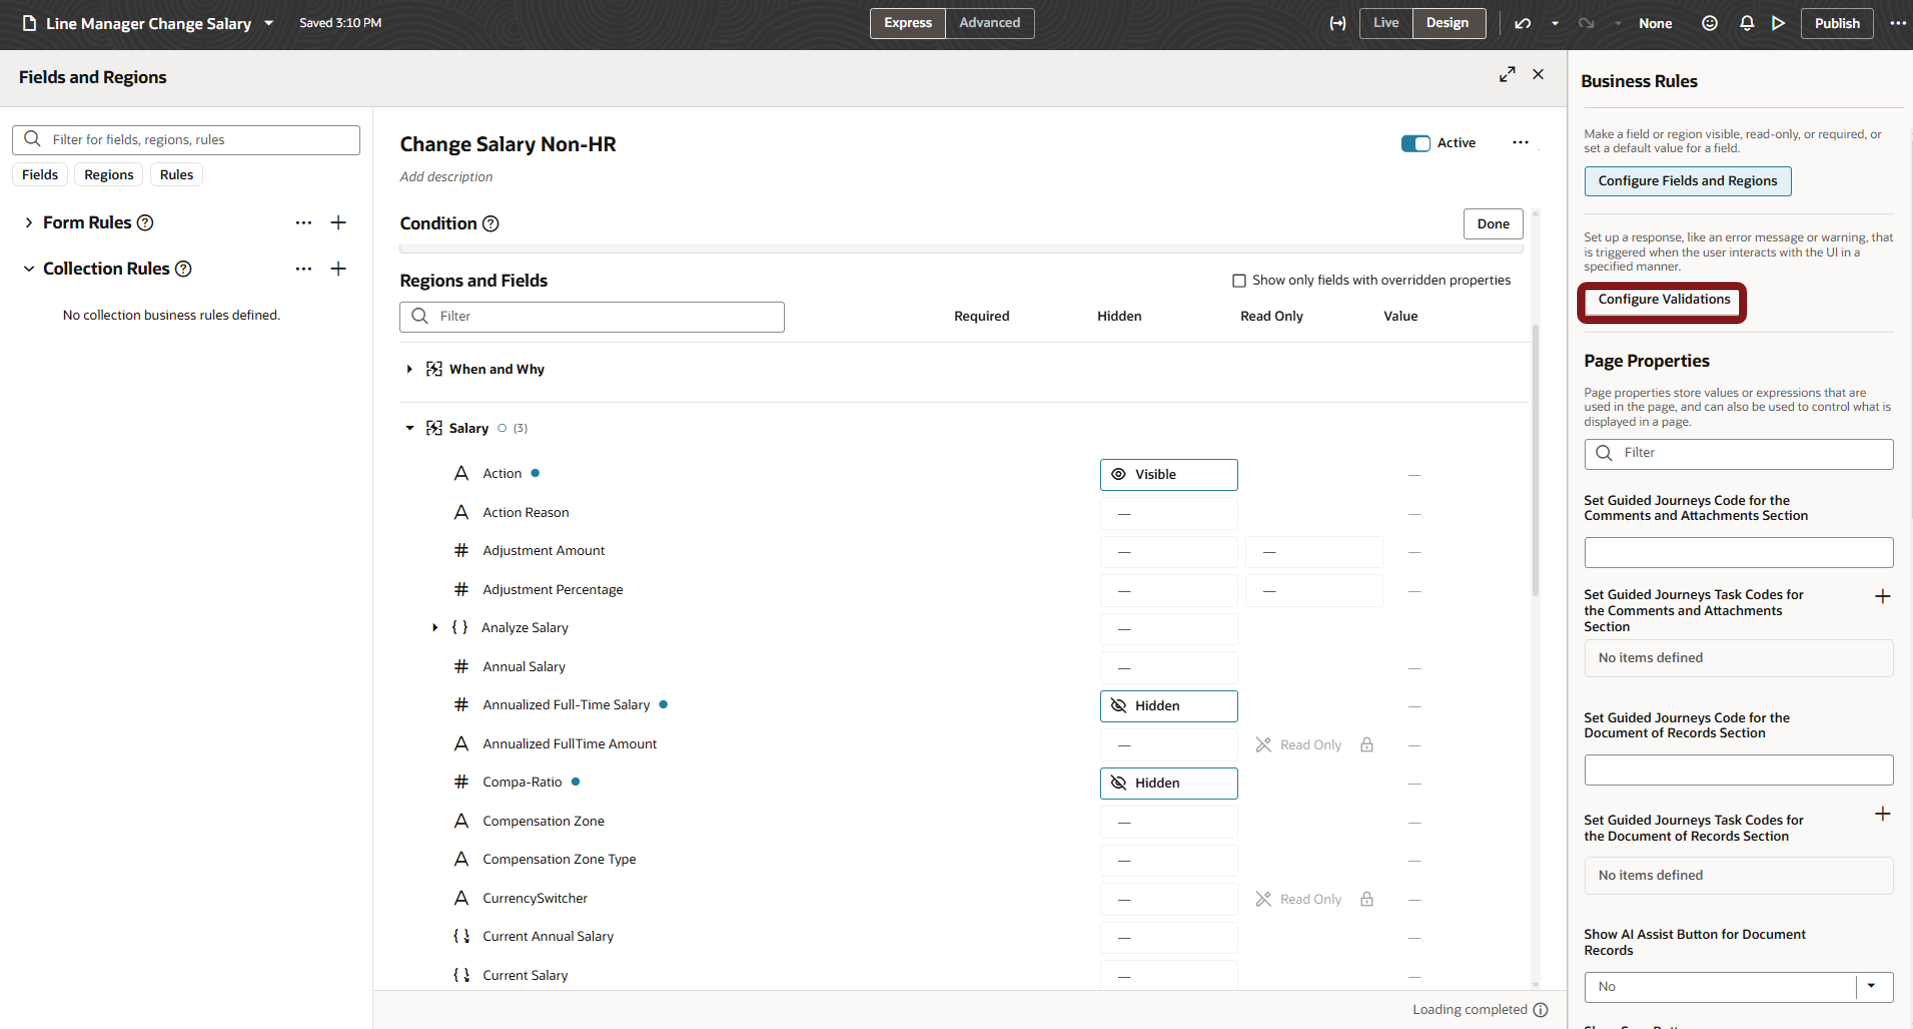 Line Manager Change Salary
Saved 3:10 PM
Express
Advanced
Live
Design
None
Publish
Fields and Regions
Filter for fields, regions, rules
Fields
Regions
Rules
Form Rules
Collection Rules
No collection business rules defined.
Change Salary Non-HR
Active
Add description
Condition
Done
Regions and Fields
Show only fields with overridden properties
Filter
Required
Hidden
Read Only
Value
When and Why
Salary (3)
Action
Visible
—
Action Reason
—
—
Adjustment Amount
—
—
—
Adjustment Percentage
—
—
—
{ } Analyze Salary
—
# Annual Salary
—
—
# Annualized Full-Time Salary
Hidden
—
A Annualized FullTime Amount
—
Read Only
—
# Compa-Ratio
Hidden
—
A Compensation Zone
—
—
A Compensation Zone Type
—
—
A CurrencySwitcher
—
Read Only
—
Current Annual Salary
—
—
Current Salary
—
—
Loading completed
Business Rules
Make a field or region visible, read-only, or required, or
set a default value for a field.
Configure Fields and Regions
Set up a response, like an error message or warning, that
is triggered when the user interacts with the UI in a
specified manner.
Configure Validations
Page Properties
Page properties store values or expressions that are
used in the page, and can also be used to control what is
displayed in a page.
Filter
Set Guided Journeys Code for the
Comments and Attachments Section
Set Guided Journeys Task Codes for
the Comments and Attachments
Section
No items defined
Set Guided Journeys Code for the
Document of Records Section
Set Guided Journeys Task Codes for
the Document of Records Section
No items defined
Show AI Assist Button for Document
Records
No